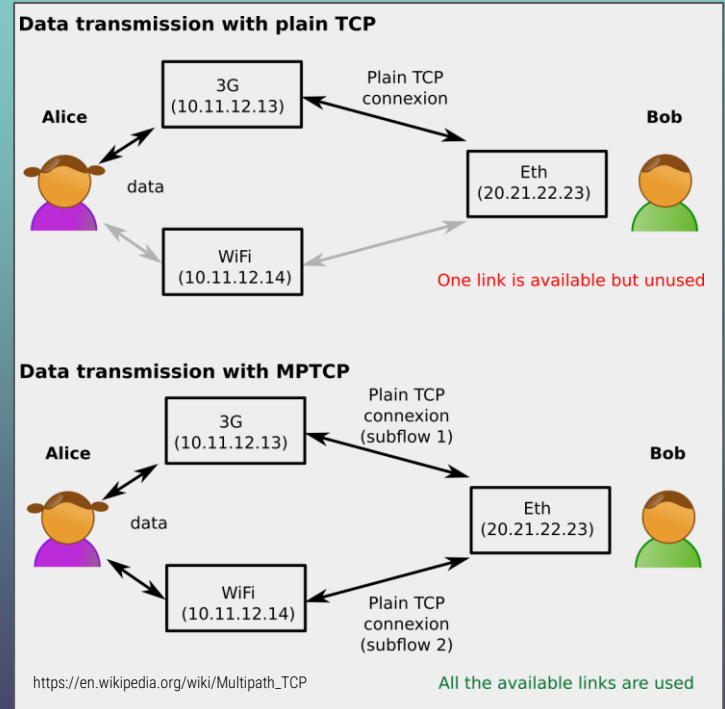 Data transmission with plain TCP
3G
(10.11.12.13)
Plain TCP
connexion
Alice
Bob
data
Eth
(20.21.22.23)
WiFi
(10.11.12.14)
One link is available but unused
Data transmission with MPTCP
Plain TCP
connexion
(subflow 1)
3G
(10.11.12.13)
Alice
Bob
data
Eth
(20.21.22.23)
WiFi
(10.11.12.14)
Plain TCP
connexion
(subflow 2)
https://en.wikipedia.org/wiki/Multipath_TCP
All the available links are used